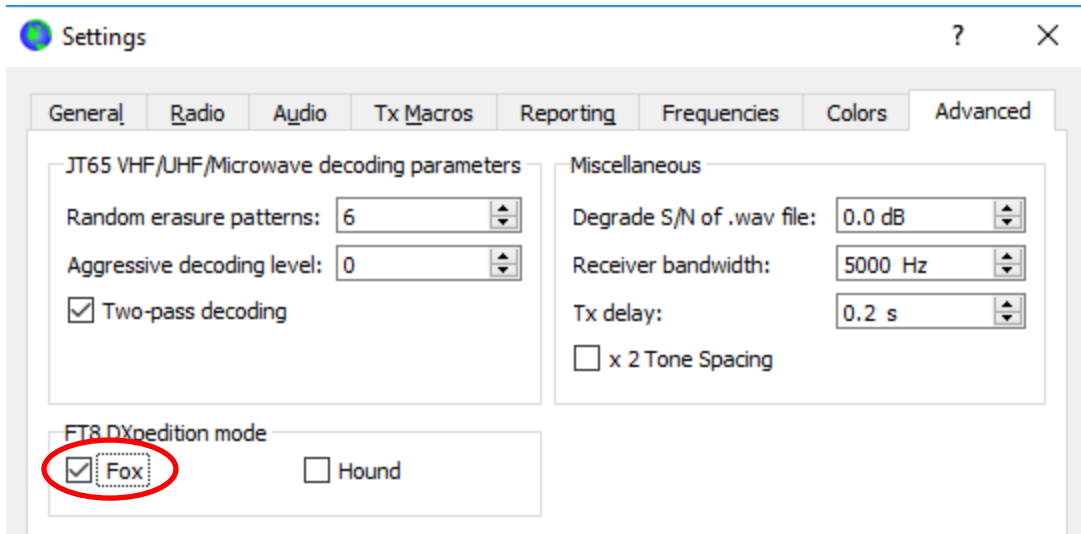 Settings
?
General Radio Audio Tx Macros Reporting Frequencies Colors Advanced
JT65 VHF/UHF/Microwave decoding parameters
Random erasure patterns: 6
Aggressive decoding level: 0
Two-pass decoding
Miscellaneous
Degrade S/N of .wav file: 0.0 dB
Receiver bandwidth: 5000 Hz
Tx delay: 0.2 s
x 2 Tone Spacing
FT8 DXpedition mode
Fox Hound